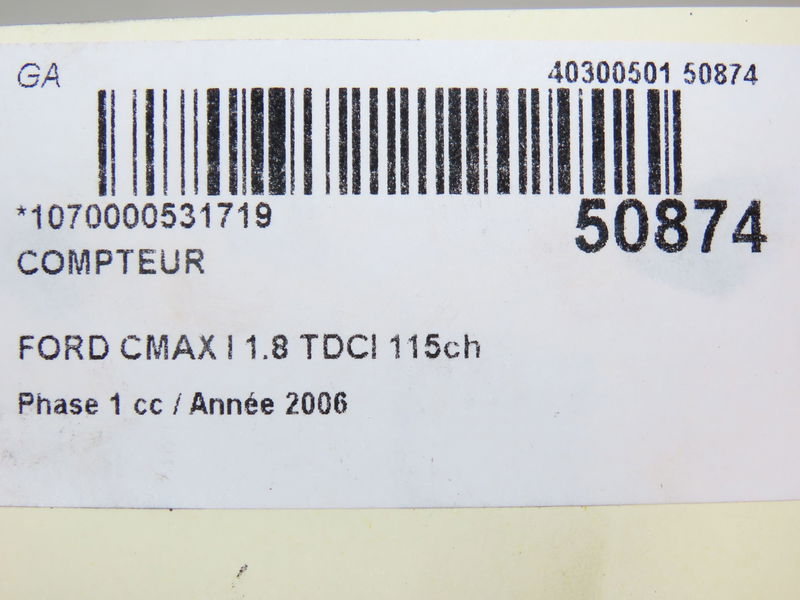 GA 40300501 50874
*1070000531719 50874
COMPTEUR
FORD CMAX I 1.8 TDCI 115ch
Phase 1 cc / Année 2006